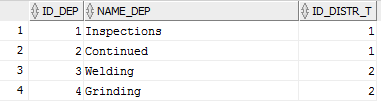 ID_DEP NAME_DEP ID_DISTR_T
1 1 Inspections 1
2 2 Continued 1
3 3 Welding 2
4 4 Grinding 2